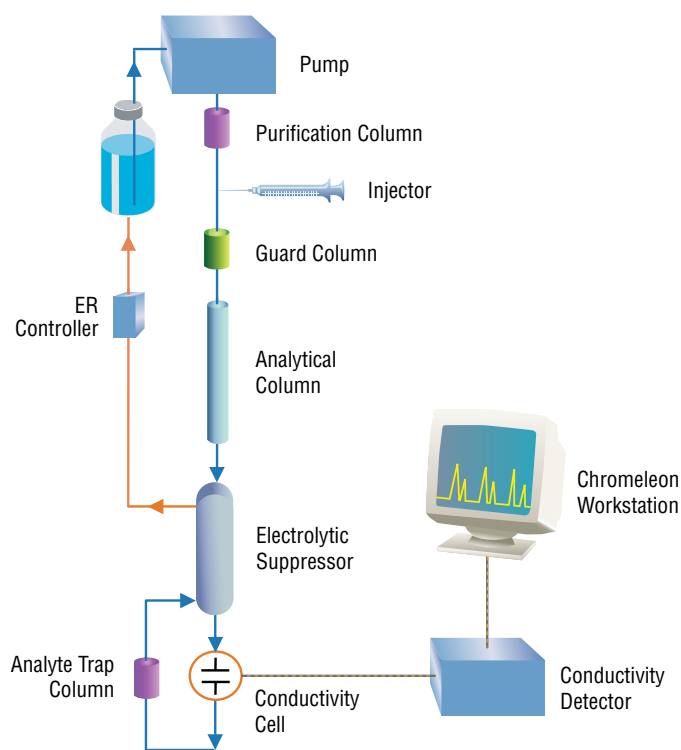 Pump
Purification Column
Injector
Guard Column
ER
Controller
Analytical
Column
Chromeleon
Workstation
Electrolytic
Suppressor
Analyte Trap
Column
Conductivity
Cell
Conductivity
Detector